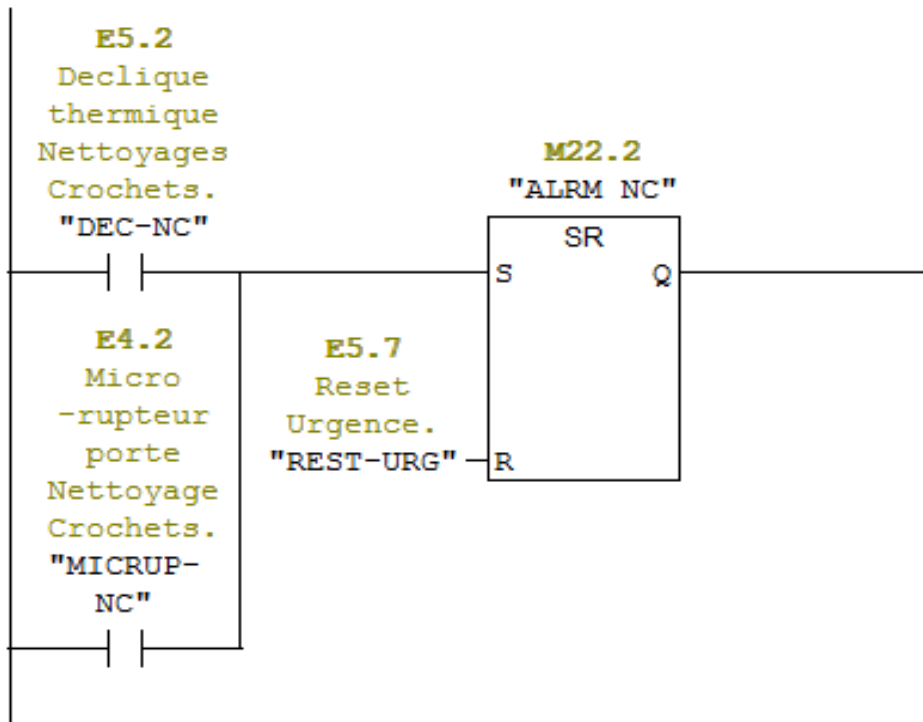 E5.2
Declique
thermique
Nettoyages
Crochets.
"DEC-NC"
M22.2
"ALRM NC"
SR
S
Q
E4.2
Micro
-rupteur
porte
Nettoyage
Crochets.
"MICRUP-
NC"
E5.7
Reset
Urgence.
"REST-URG"
R